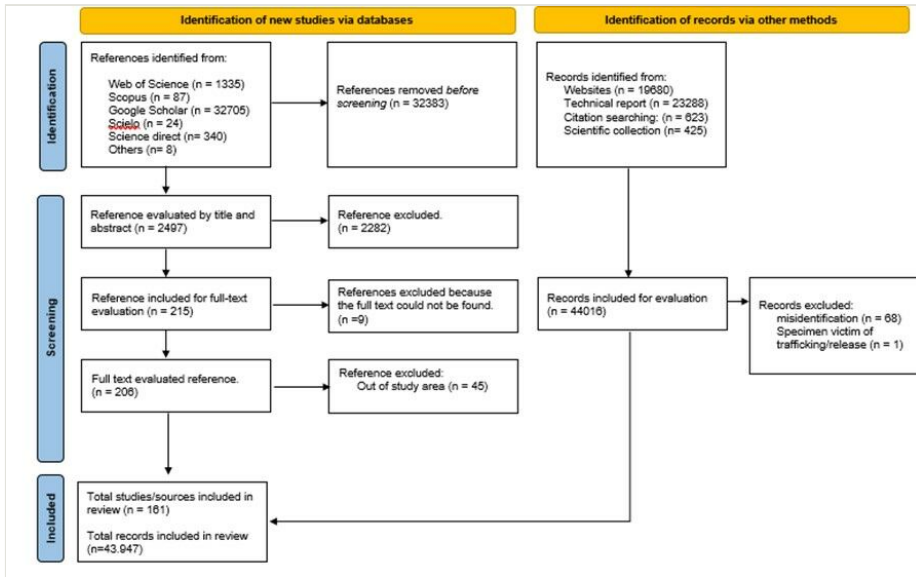 Identification of new studies via databases
Identification of records via other methods
Identification
References identified from:
Web of Science (n = 1335)
Scopus (n = 87)
Google Scholar (n = 32705)
Scielo (n = 24)
Science direct (n = 340)
Others (n= 8)
References removed before
screening (n = 32383)
Records identified from:
Websites (n = 19680)
Technical report (n = 23288)
Citation searching: (n = 623)
Scientific collection (n= 425)
Screening
Reference evaluated by title and
abstract (n = 2497)
Reference excluded.
(n = 2282)
Reference included for full-text
evaluation (n = 215)
References excluded because
the full text could not be found.
(n =9)
Records included for evaluation
(n = 44016)
Records excluded:
misidentification (n = 68)
Specimen victim of
trafficking/release (n = 1)
Full text evaluated reference.
(n = 206)
Reference excluded:
Out of study area (n = 45)
Included
Total studies/sources included in
review (n = 161)
Total records included in review
(n=43.947)